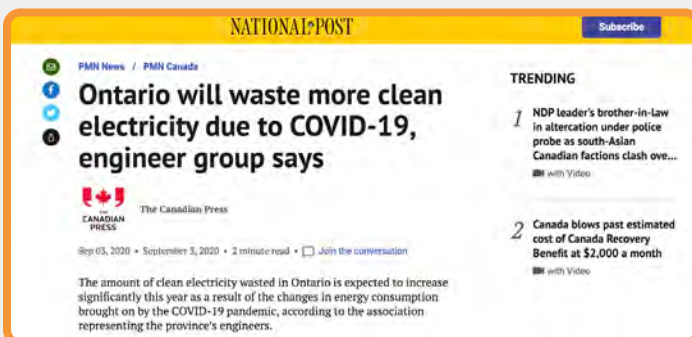 NATIONAL POST
Subscribe
PMN News / PMN Canada
Ontario will waste more clean
electricity due to COVID-19,
engineer group says
THE
CANADIAN
PRESS
The Canadian Press
Sep 03, 2020 • September 3, 2020 • 2 minute read • Join the conversation
The amount of clean electricity wasted in Ontario is expected to increase
significantly this year as a result of the changes in energy consumption
brought on by the COVID-19 pandemic, according to the association
representing the province's engineers.
TRENDING
1 NDP leader's brother-in-law
in altercation under police
probe as south-Asian
Canadian factions clash ove...
with Video
2 Canada blows past estimated
cost of Canada Recovery
Benefit at $2,000 a month
with Video